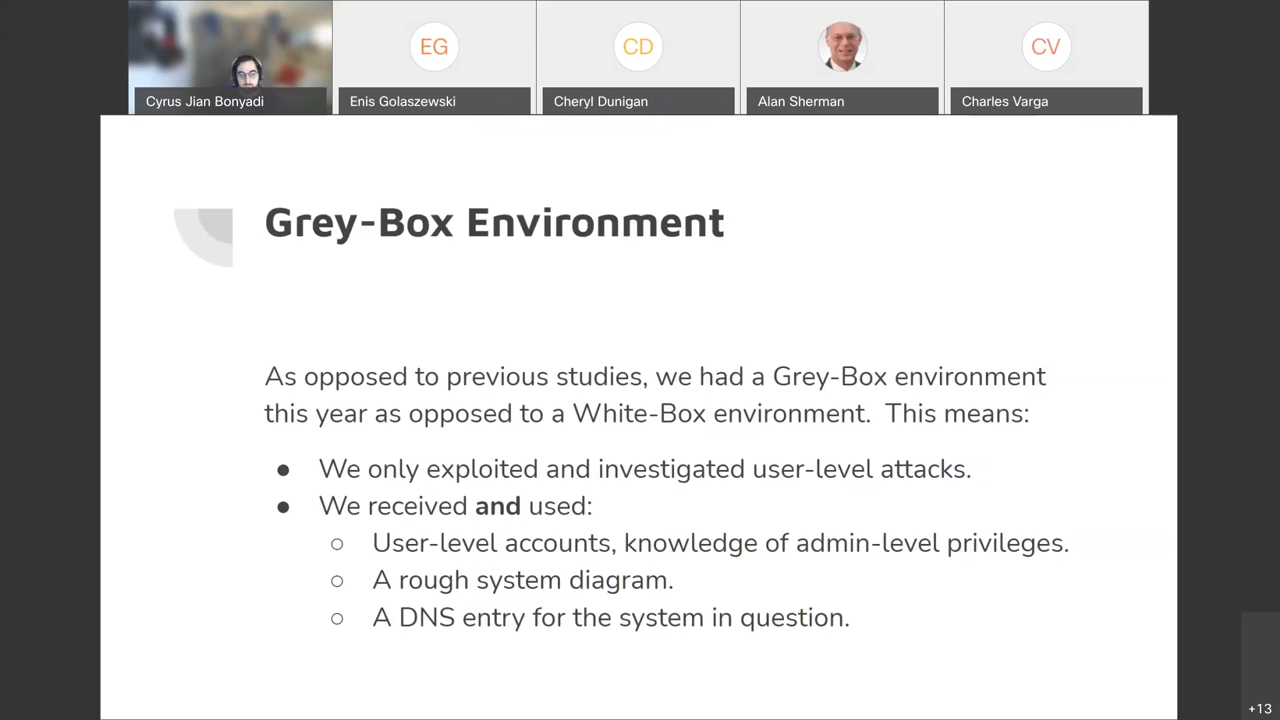 EG
CD
CV
Cyrus Jian Bonyadi
Enis Golaszewski
Cheryl Dunigan
Alan Sherman
Charles Varga
Grey-Box Environment
As opposed to previous studies, we had a Grey-Box environment
this year as opposed to a White-Box environment. This means:
● We only exploited and investigated user-level attacks.
● We received and used:
○ User-level accounts, knowledge of admin-level privileges.
○ A rough system diagram.
○ A DNS entry for the system in question.
+13